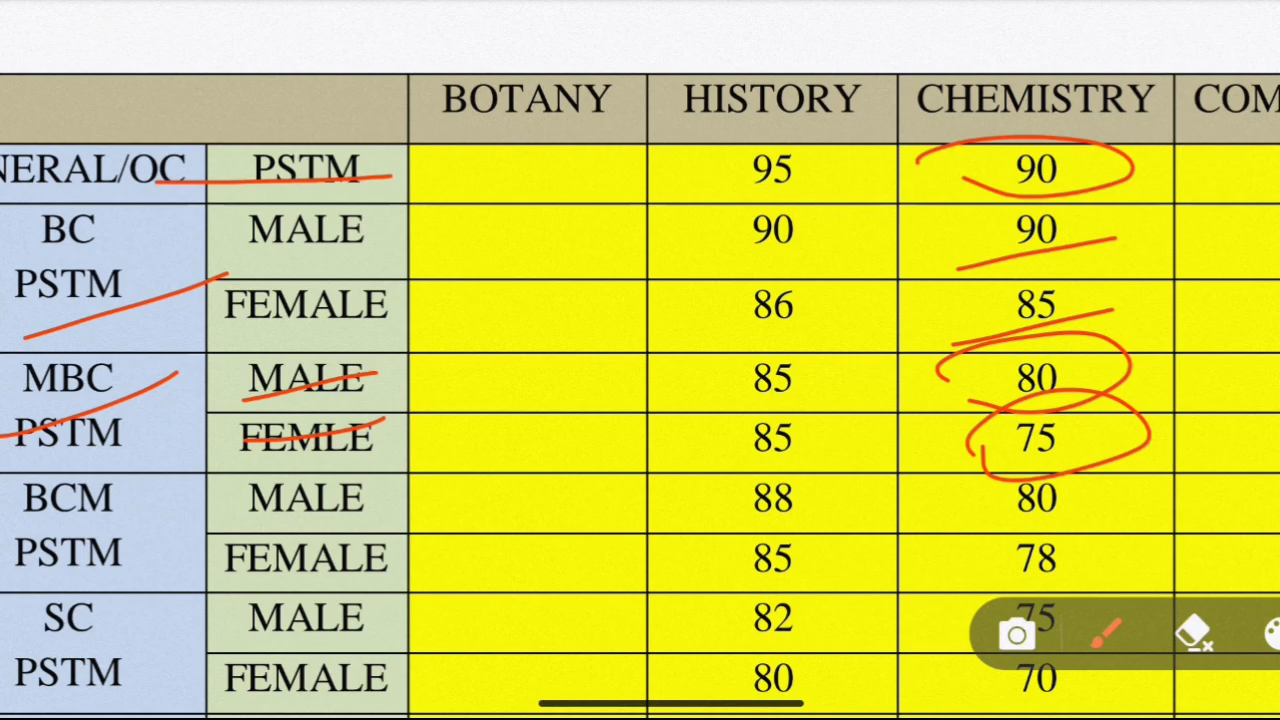 BOTANY HISTORY CHEMISTRY COM
NERAL/OC PSTM 95 90
BC MALE 90 90
PSTM
FEMALE 86 85
MBC MALE 85 80
PSTM FEMLE 85 75
BCM MALE 88 80
PSTM FEMALE 85 78
SC MALE 82 75
PSTM FEMALE 80 70